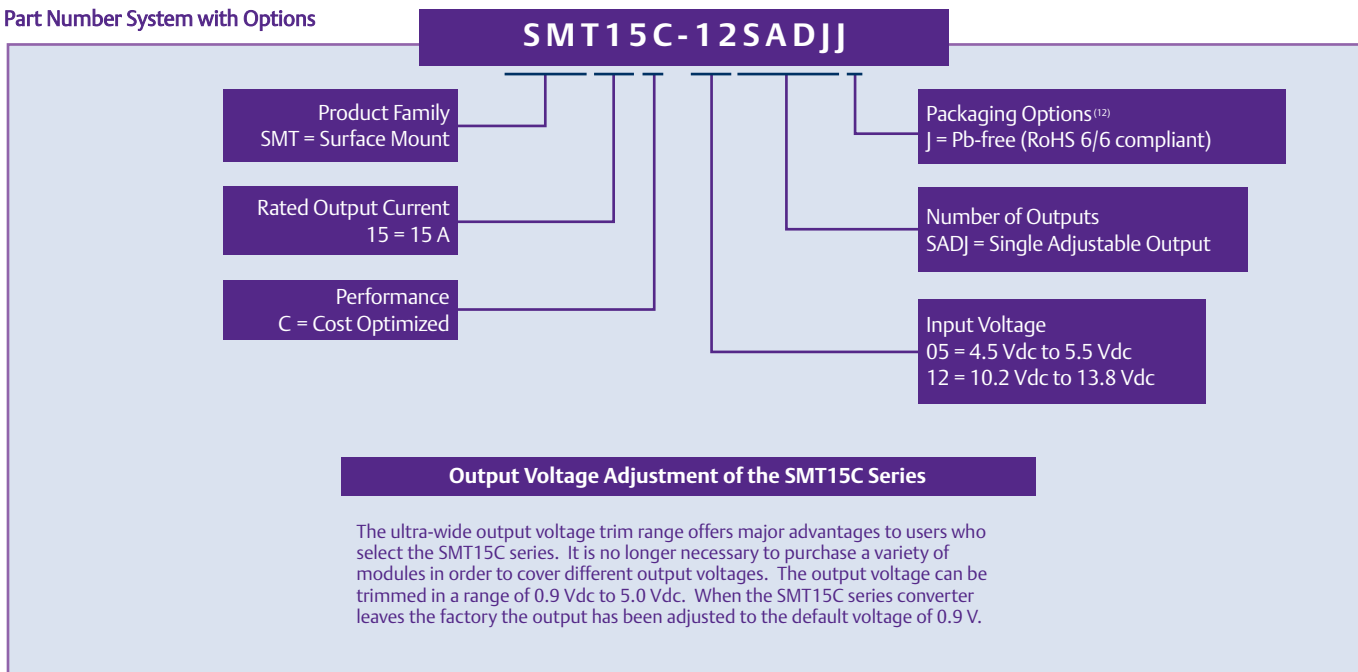 Part Number System with Options
SMT15C-12SADJJ
Product Family
SMT = Surface Mount
Rated Output Current
15 = 15 A
Performance
C = Cost Optimized
Packaging Options (12)
J = Pb-free (RoHS 6/6 compliant)
Number of Outputs
SADJ = Single Adjustable Output
Input Voltage
05 = 4.5 Vdc to 5.5 Vdc
12 = 10.2 Vdc to 13.8 Vdc
Output Voltage Adjustment of the SMT15C Series
The ultra-wide output voltage trim range offers major advantages to users who
select the SMT15C series. It is no longer necessary to purchase a variety of
modules in order to cover different output voltages. The output voltage can be
trimmed in a range of 0.9 Vdc to 5.0 Vdc. When the SMT15C series converter
leaves the factory the output has been adjusted to the default voltage of 0.9 V.